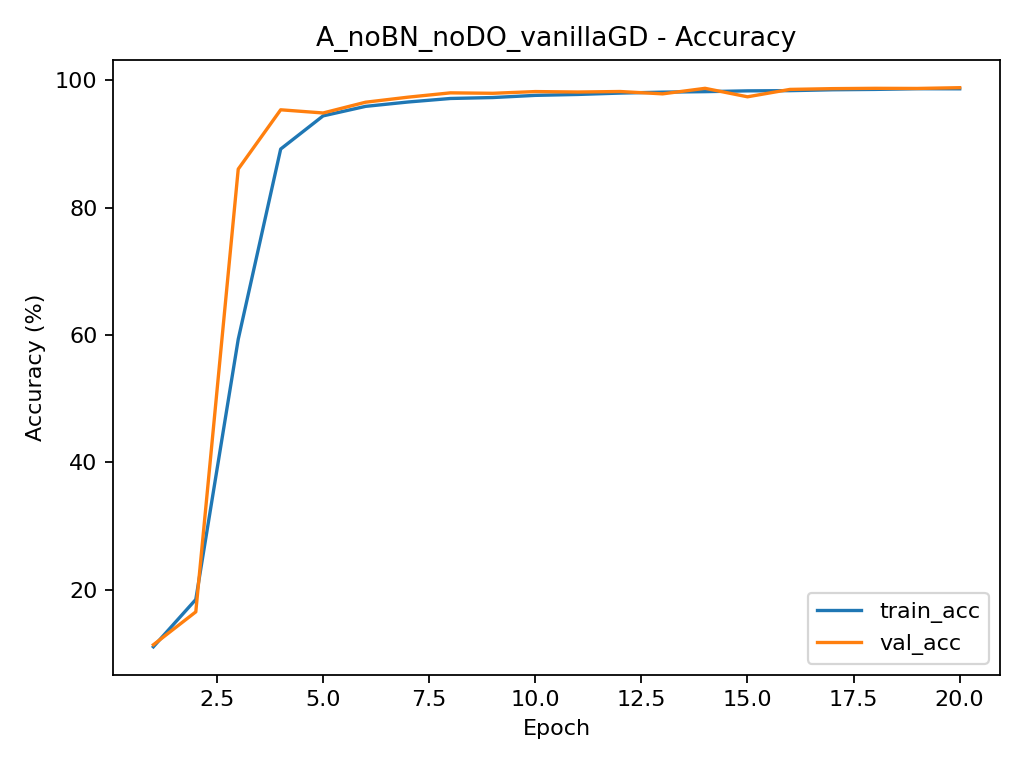 A_noBN_noDO_vanillaGD - Accuracy
Accuracy (%)
100
80
60
40
20
train_acc
val_acc
2.5 5.0 7.5 10.0 12.5 15.0 17.5 20.0
Epoch